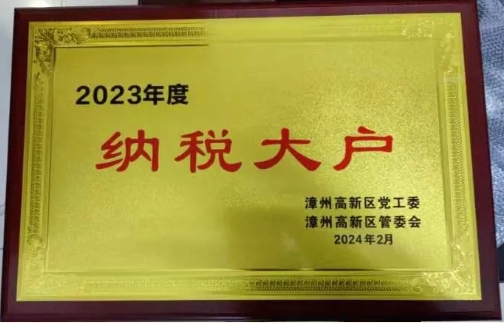 2023年度
纳税大户
漳州高新区党工委
漳州高新区管委会
2024年2月